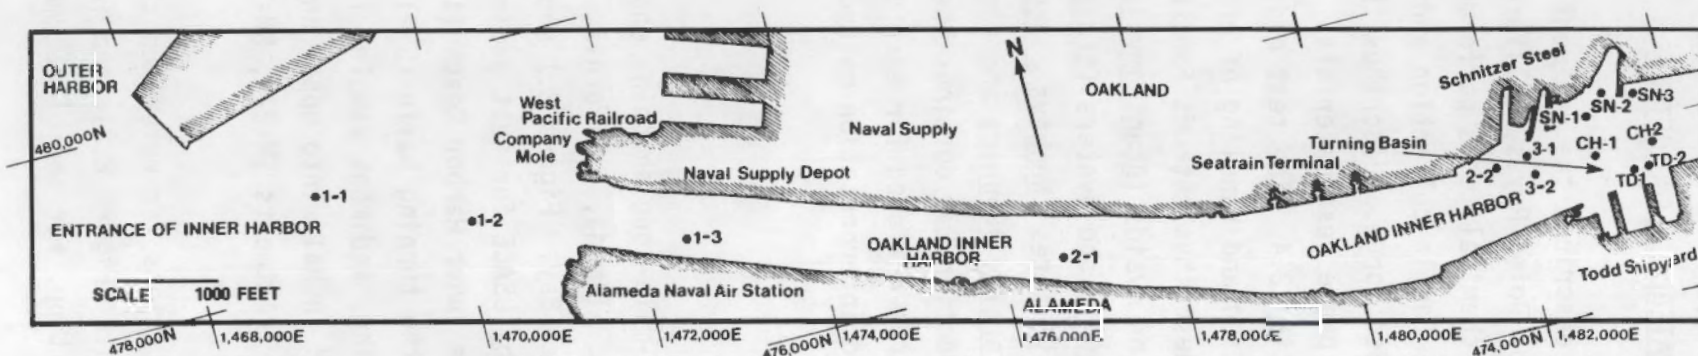 OUTER
HARBOR
480,000N
West
Pacific Railroad
Company
Mole
Naval Supply
Naval Supply Depot
N
OAKLAND
Schnitzer Steel
Turning Basin
Seatrain Terminal
SN-2
SN-3
SN-1
3-1
CH-1
CH-2
2-2
3-2
TD1
TD-2
1-1
1-2
1-3
2-1
ENTRANCE OF INNER HARBOR
OAKLAND INNER
HARBOR
OAKLAND INNER HARBOR
Todd Shipyard
SCALE
1000 FEET
Alameda Naval Air Station
ALAMEDA
478,000N
1,468,000E
1,470,000E
1,472,000E
476,000N
1,474,000E
1,476,000E
1,478,000E
1,480,000E
474,000N
1,482,000E